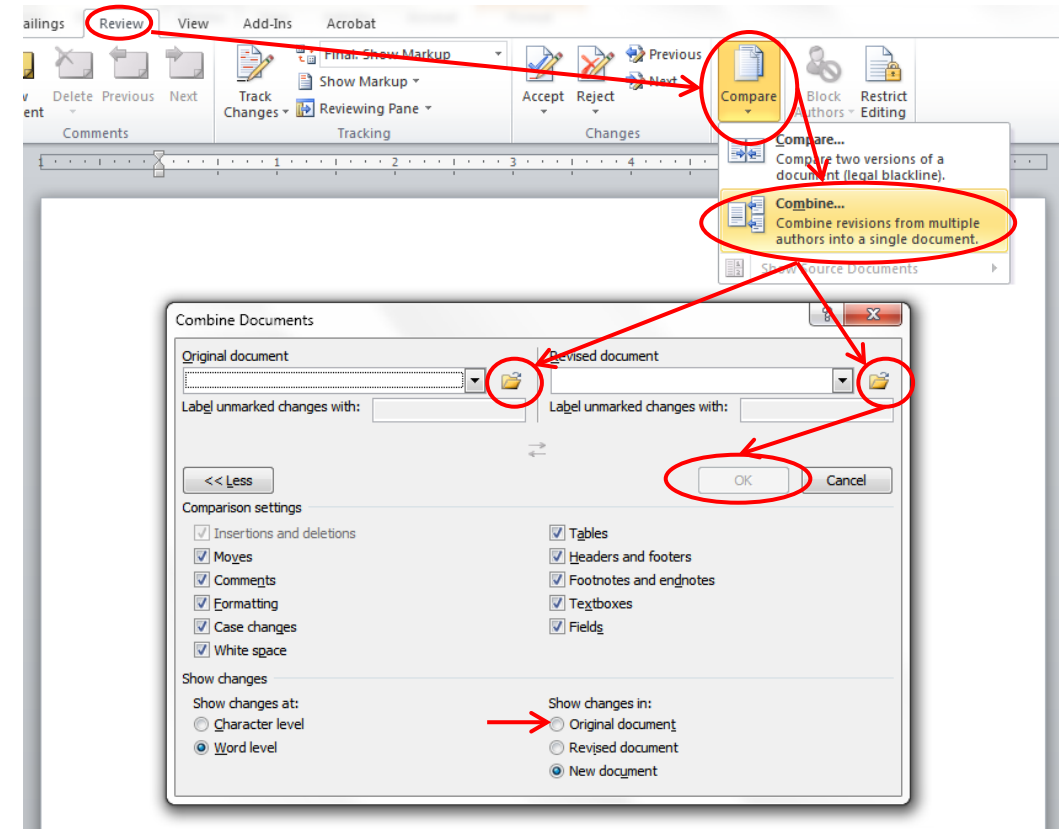 ailings Review View Add-Ins Acrobat
Final: Show Markup
Previous
Show Markup
Next
Delete Previous Next
Track
Changes
Reviewing Pane
Accept Reject
Compare
Block
Authors
Restrict
Editing
ent
Comments Tracking Changes
Compare...
Compare two versions of a
document (legal blackline).
1 2 3 4
Combine...
Combine revisions from multiple
authors into a single document.
Show Source Documents
Combine Documents
Original document Revised document
Label unmarked changes with: Label unmarked changes with:
<< Less OK Cancel
Comparison settings
Insertions and deletions Tables
Moves Headers and footers
Comments Footnotes and endnotes
Formatting Textboxes
Case changes Fields
White space
Show changes
Show changes at: Show changes in:
Character level Original document
Word level Revised document
New document